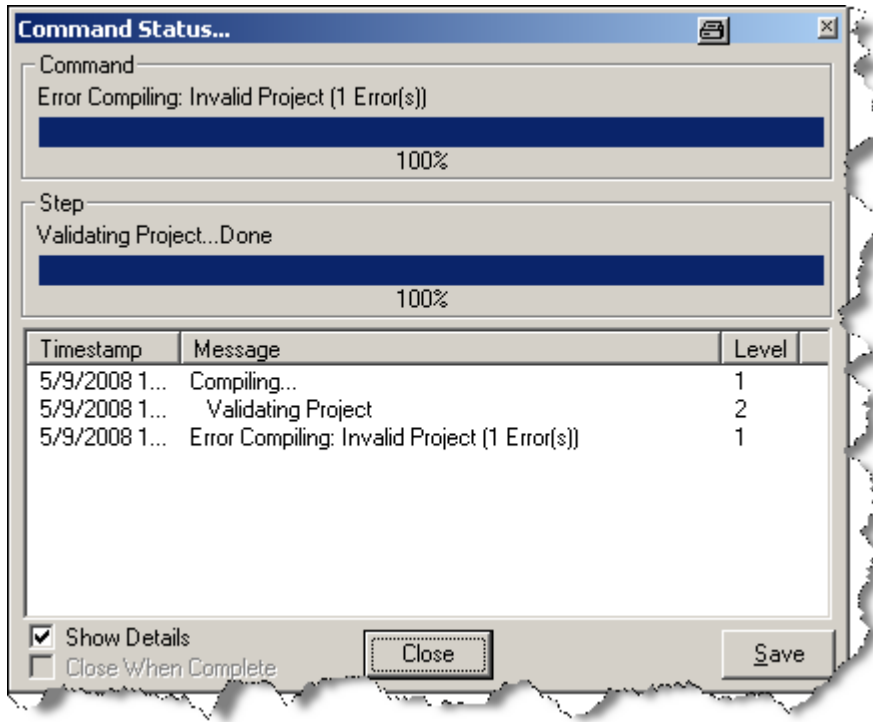 Command Status...
Command
Error Compiling: Invalid Project (1 Error(s))
100%
Step
Validating Project...Done
100%
Timestamp Message Level
5/9/2008 1... Compiling... 1
5/9/2008 1... Validating Project 2
5/9/2008 1... Error Compiling: Invalid Project (1 Error(s)) 1
Show Details
Close When Complete
Close
Save